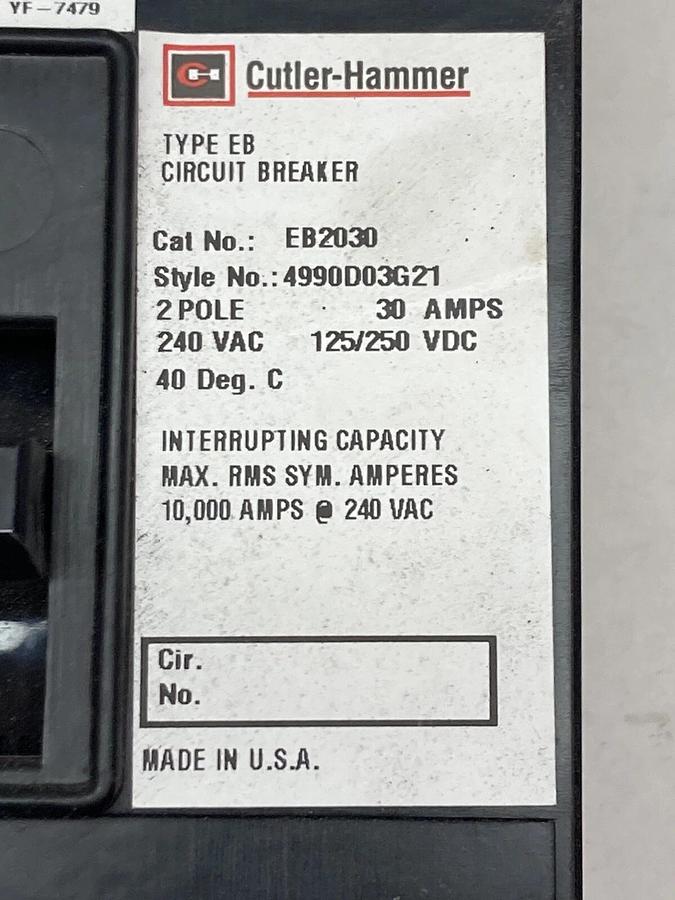 YF-7479
Cutler-Hammer
TYPE EB
CIRCUIT BREAKER
Cat No.: EB2030
Style No.: 4990D03G21
2 POLE 30 AMPS
240 VAC 125/250 VDC
40 Deg. C
INTERRUPTING CAPACITY
MAX. RMS SYM. AMPERES
10,000 AMPS @ 240 VAC
Cir.
No.
MADE IN U.S.A.